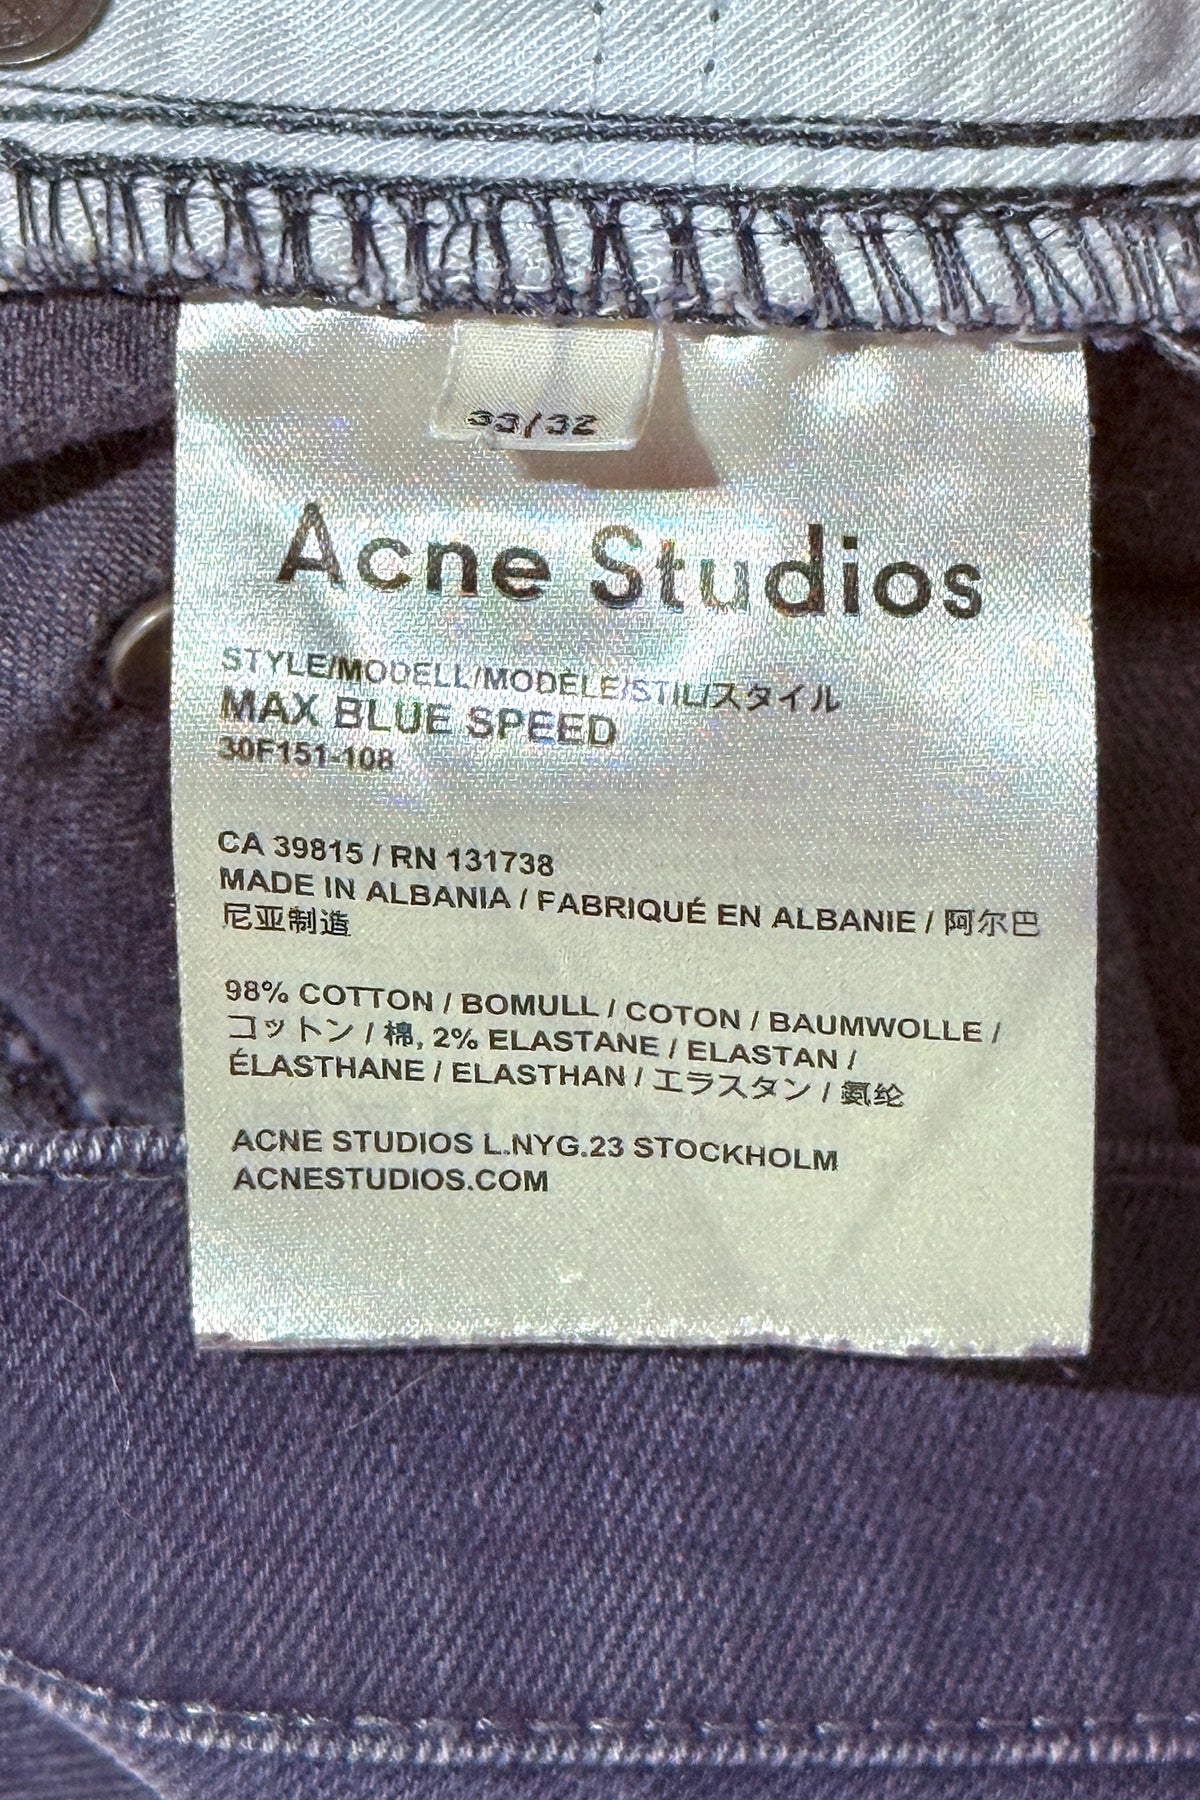 33/32
Acne Studios
STYLE/MODELL/MODÈLE/STIL/スタイル
MAX BLUE SPEED
30F151-108
CA 39815 / RN 131738
MADE IN ALBANIA / FABRIQUÉ EN ALBANIE / 阿尔巴
尼亚制造
98% COTTON / BOMULL / COTON / BAUMWOLLE /
コットン / 棉, 2% ELASTANE / ELASTAN /
ÉLASTHANE / ELASTHAN / エラスタン / 氨纶
ACNE STUDIOS L.NYG.23 STOCKHOLM
ACNESTUDIOS.COM